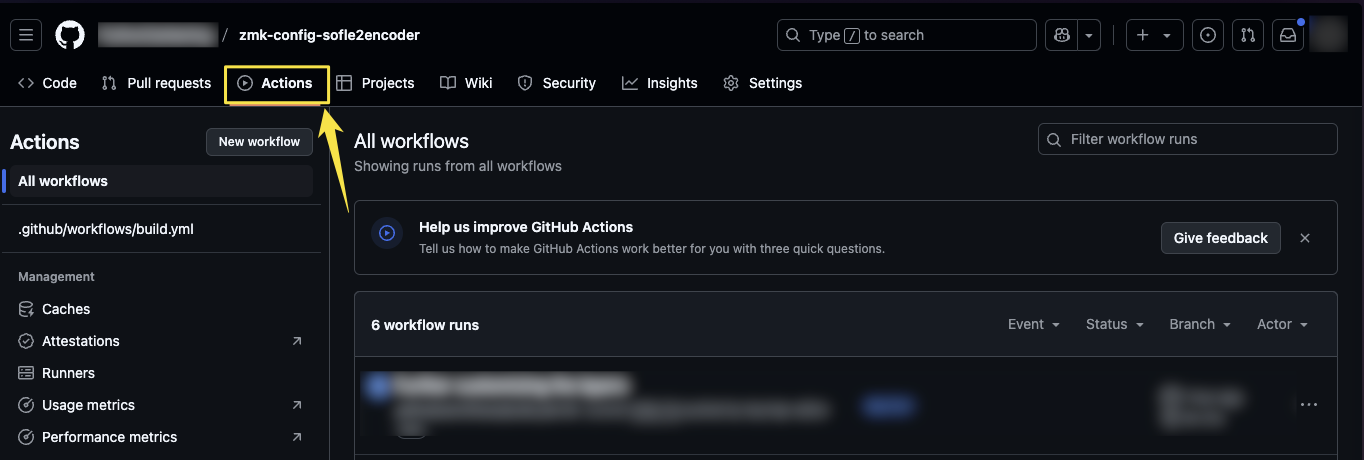 / zmk-config-sofle2encoder
Type / to search
Code Pull requests Actions Projects Wiki Security Insights Settings
Actions
New workflow
All workflows
.github/workflows/build.yml
Management
Caches
Attestations
Runners
Usage metrics
Performance metrics
All workflows
Showing runs from all workflows
Filter workflow runs
Help us improve GitHub Actions
Tell us how to make GitHub Actions work better for you with three quick questions.
Give feedback
6 workflow runs
Event Status Branch Actor